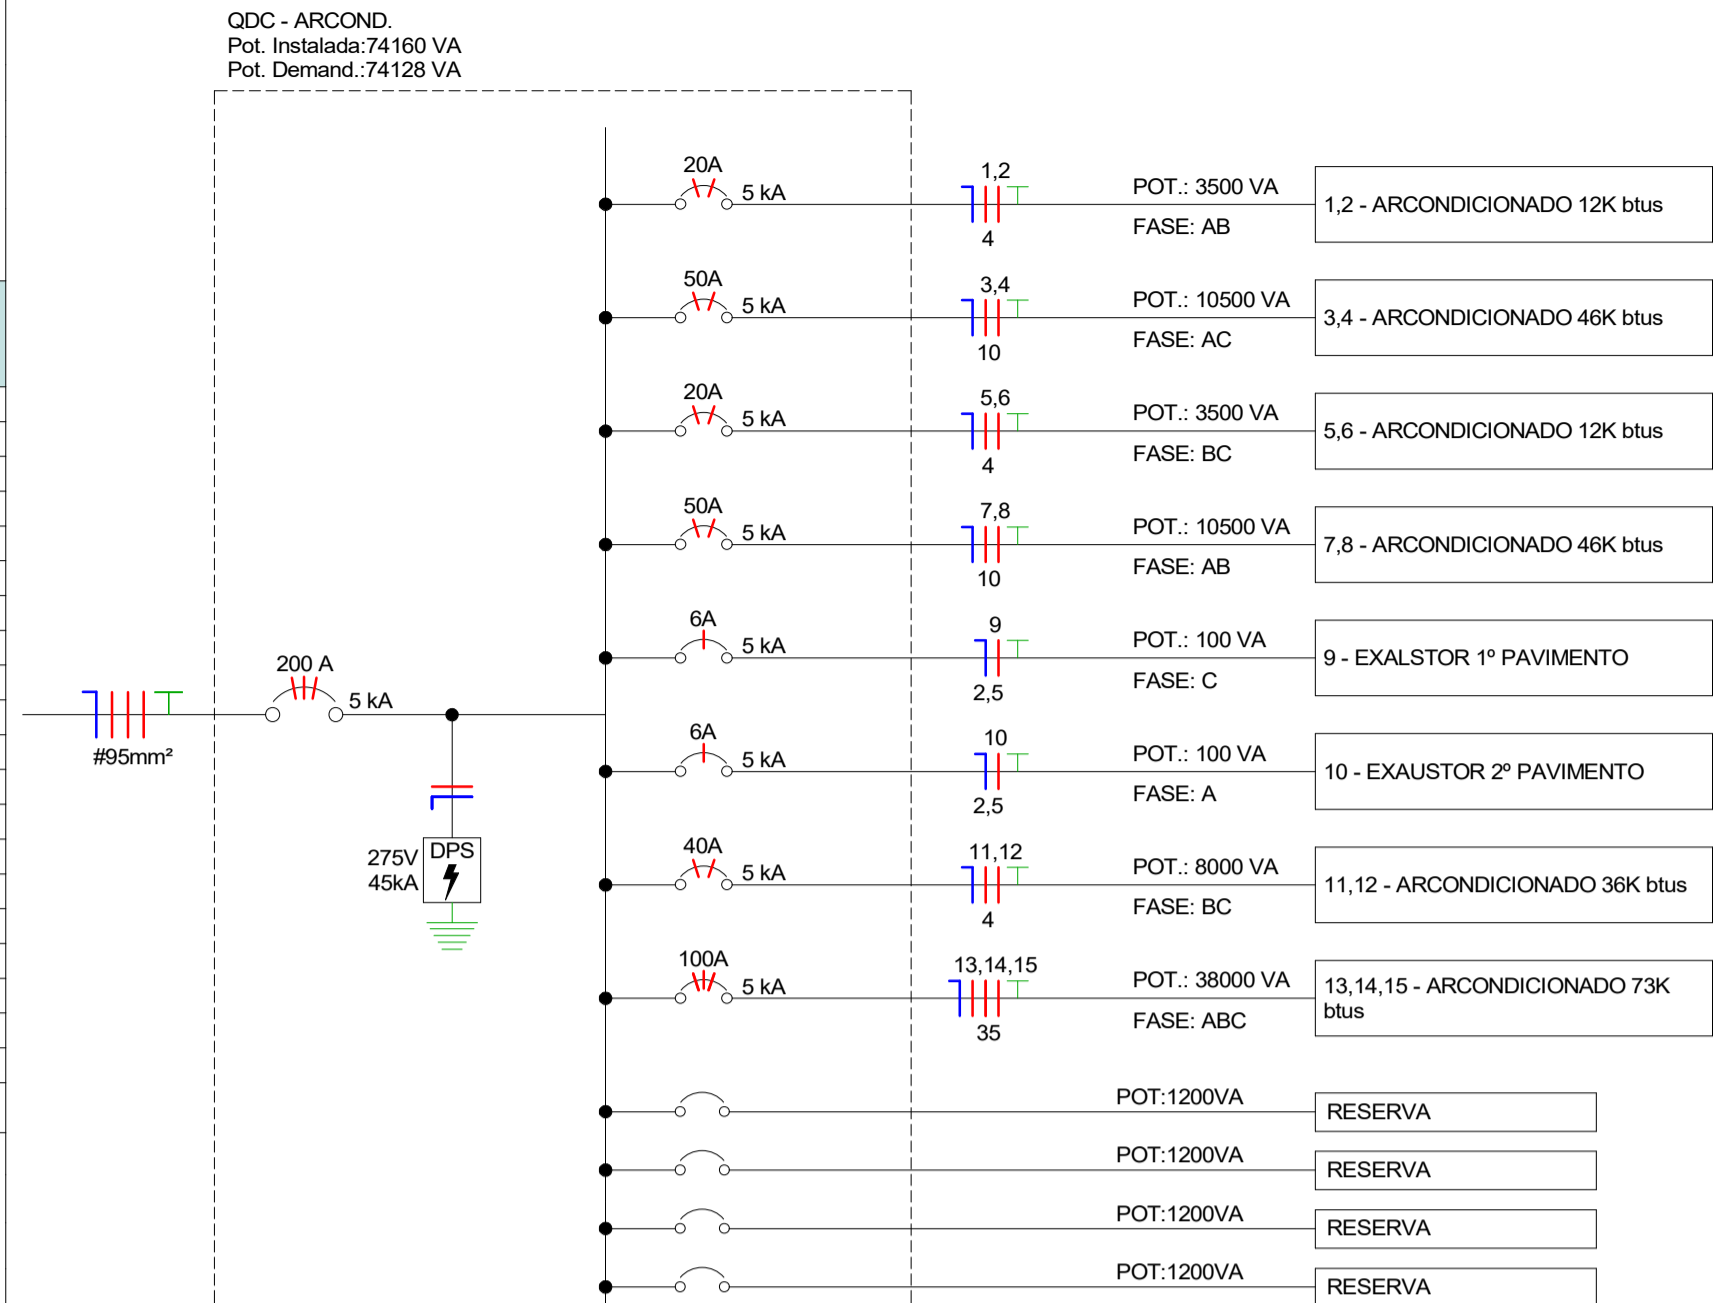 QDC - ARCOND.
Pot. Instalada:74160 VA
Pot. Demand.:74128 VA
20A
5 kA
1,2
4
POT.: 3500 VA
FASE: AB
1,2 - ARCONDICIONADO 12K btus
50A
5 kA
3,4
10
POT.: 10500 VA
FASE: AC
3,4 - ARCONDICIONADO 46K btus
20A
5 kA
5,6
4
POT.: 3500 VA
FASE: BC
5,6 - ARCONDICIONADO 12K btus
50A
5 kA
7,8
10
POT.: 10500 VA
FASE: AB
7,8 - ARCONDICIONADO 46K btus
6A
5 kA
9
2,5
POT.: 100 VA
FASE: C
9 - EXALSTOR 1º PAVIMENTO
200 A
5 kA
#95mm²
6A
5 kA
10
2,5
POT.: 100 VA
FASE: A
10 - EXAUSTOR 2º PAVIMENTO
275V
45kA
DPS
40A
5 kA
11,12
4
POT.: 8000 VA
FASE: BC
11,12 - ARCONDICIONADO 36K btus
100A
5 kA
13,14,15
35
POT.: 38000 VA
FASE: ABC
13,14,15 - ARCONDICIONADO 73K
btus
POT:1200VA
RESERVA
POT:1200VA
RESERVA
POT:1200VA
RESERVA
POT:1200VA
RESERVA